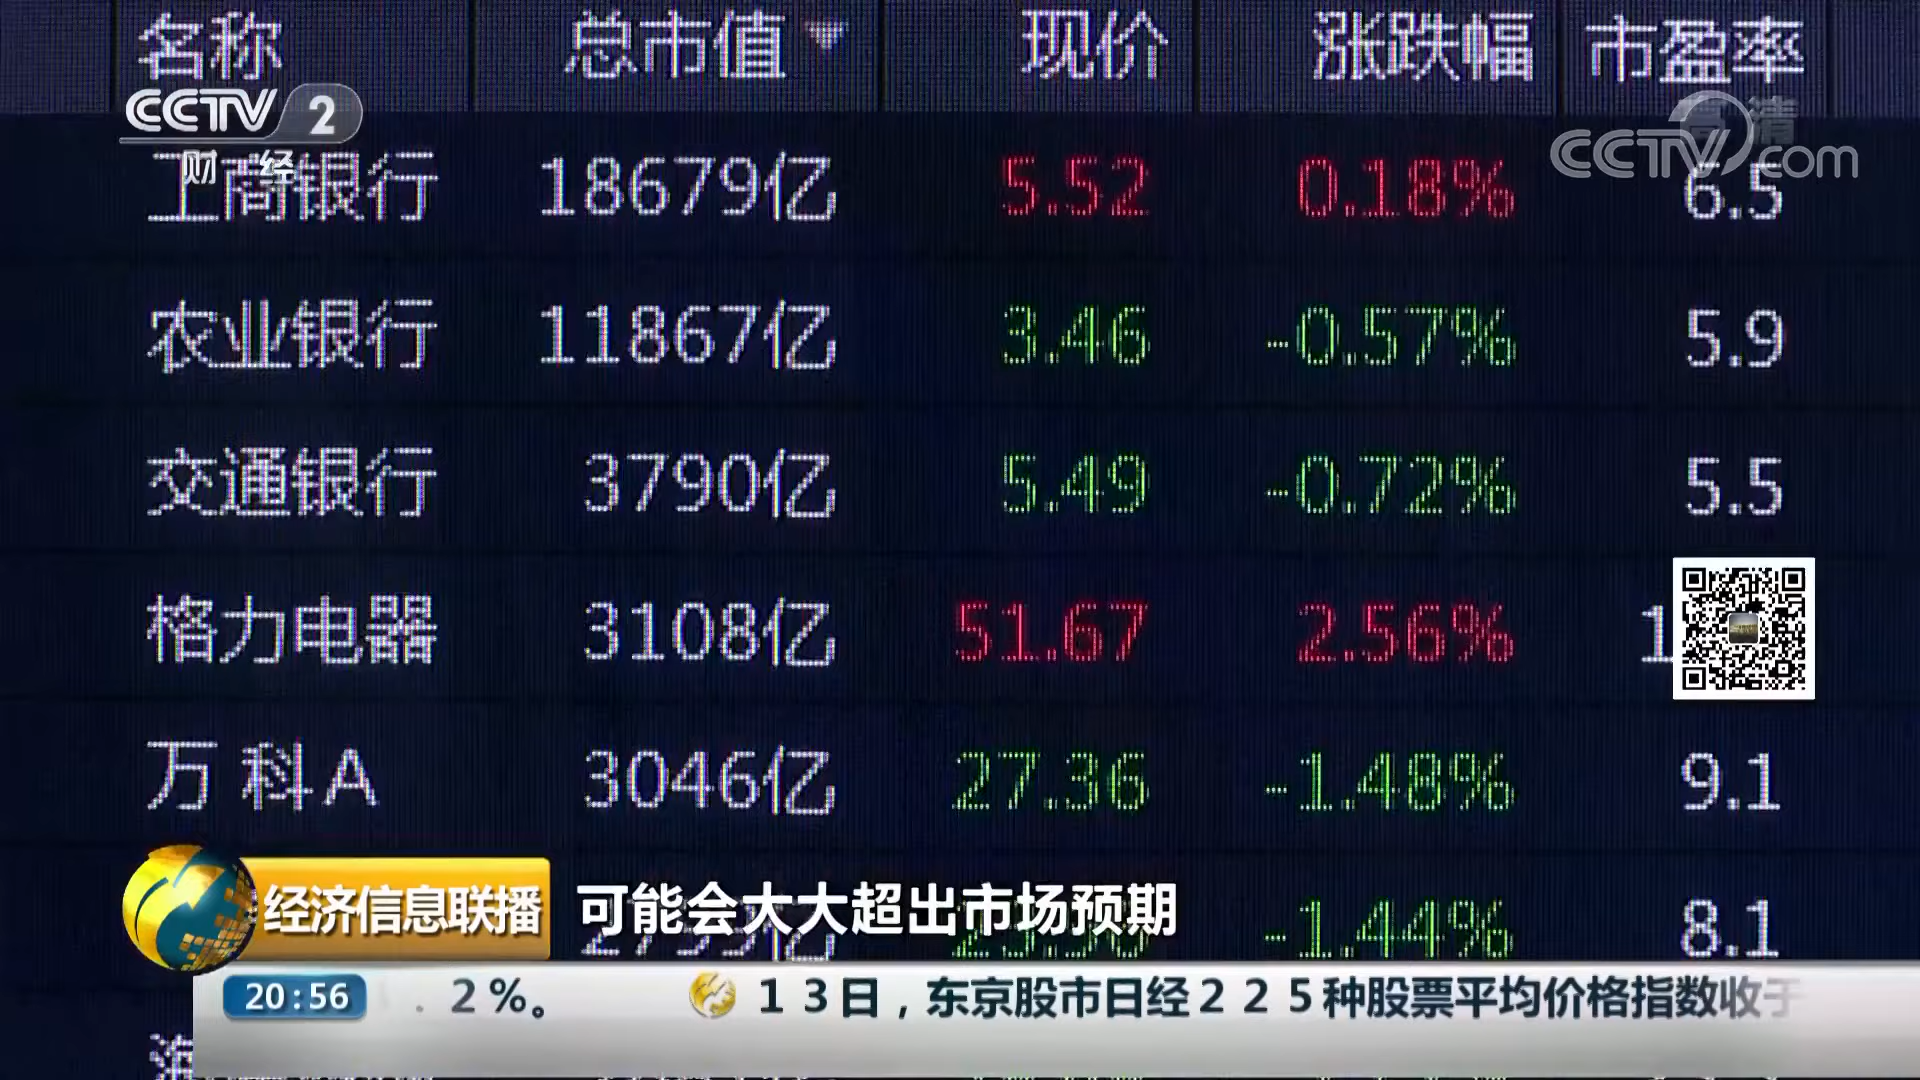 名称 总市值 现价 涨跌幅 市盈率
CCTV 2
财经
高清
CCTV.com
工商银行 18679亿 5.52 0.18% 6.5
农业银行 11867亿 3.46 -0.57% 5.9
交通银行 3790亿 5.49 -0.72% 5.5
格力电器 3108亿 51.67 2.56% 1
万 科A 3046亿 27.36 -1.48% 9.1
-1.44% 8.1
经济信息联播 可能会大大超出市场预期
20:56 .2%。 13日，东京股市日经225种股票平均价格指数收于
海